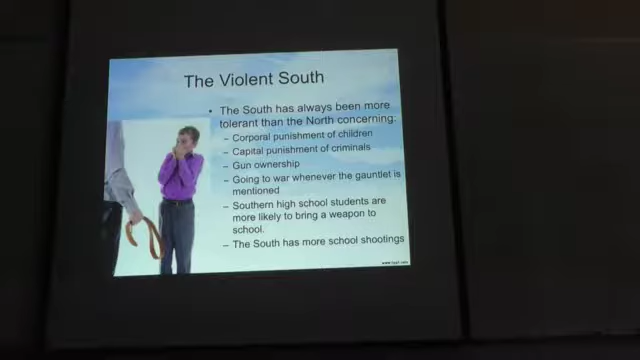 The Violent South
• The South has always been more
tolerant than the North concerning:
– Corporal punishment of children
– Capital punishment of criminals
– Gun ownership
– Going to war whenever the gauntlet is
mentioned
– Southern high school students are
more likely to bring a weapon to
school.
– The South has more school shootings